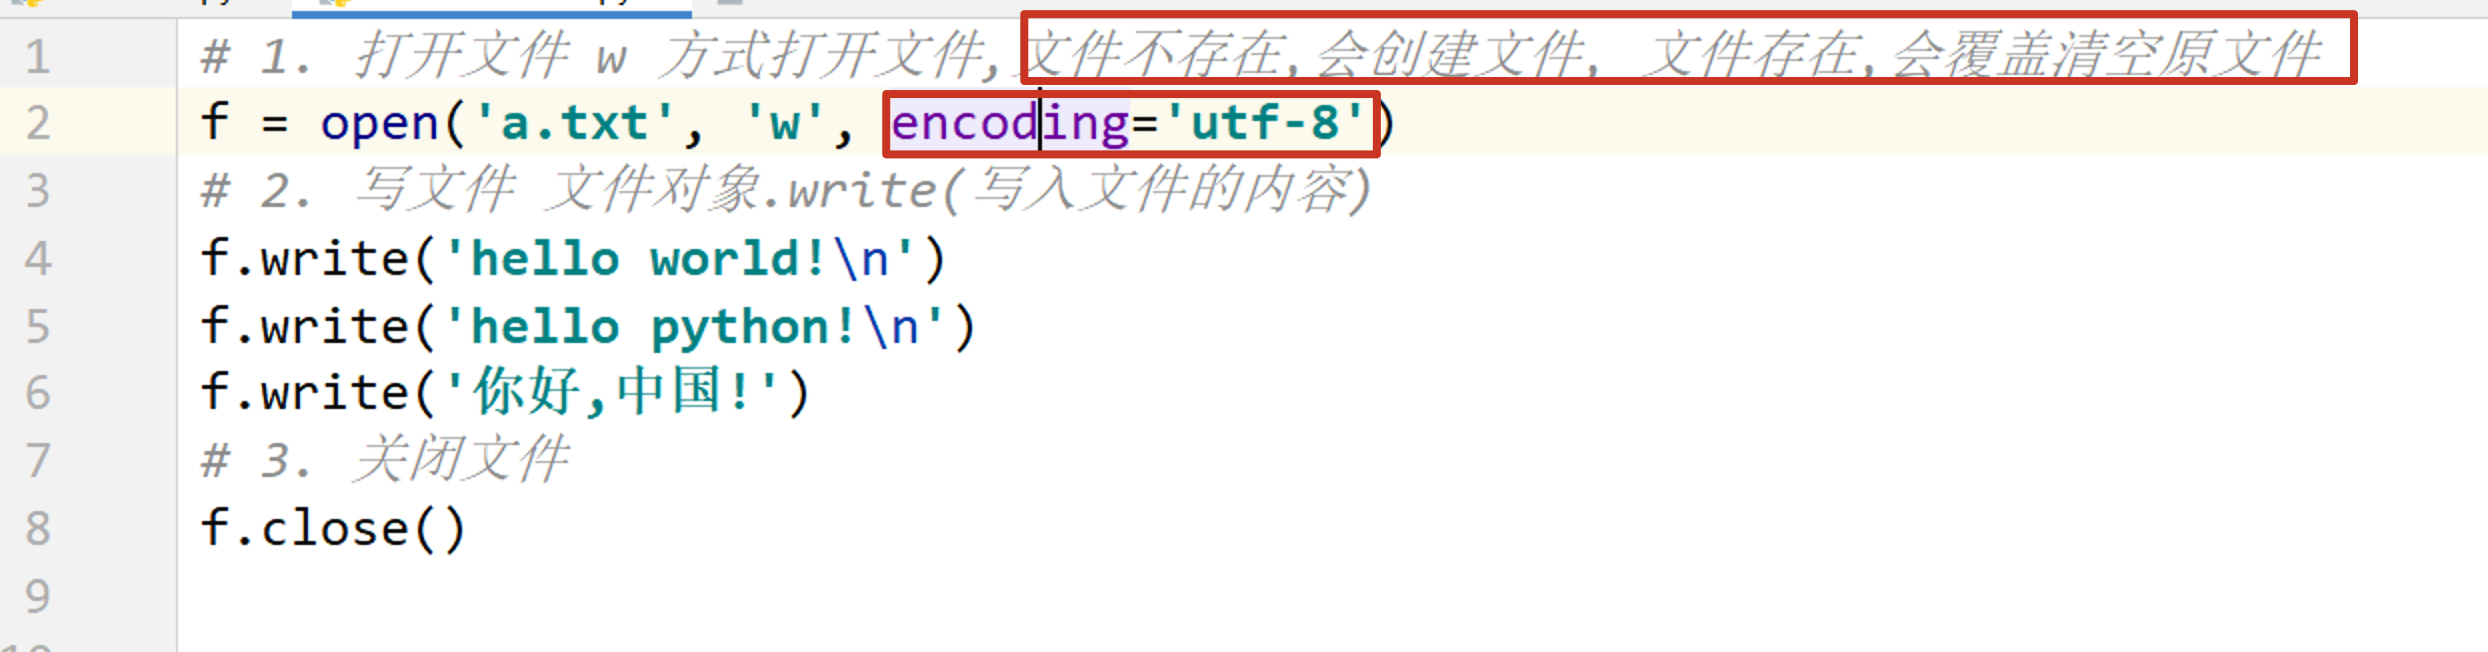 1 # 1. 打开文件 w 方式打开文件,文件不存在,会创建文件, 文件存在,会覆盖清空原文件
2 f = open('a.txt', 'w', encoding='utf-8')
3 # 2. 写文件 文件对象.write(写入文件的内容)
4 f.write('hello world!\n')
5 f.write('hello python!\n')
6 f.write('你好,中国!')
7 # 3. 关闭文件
8 f.close()
9